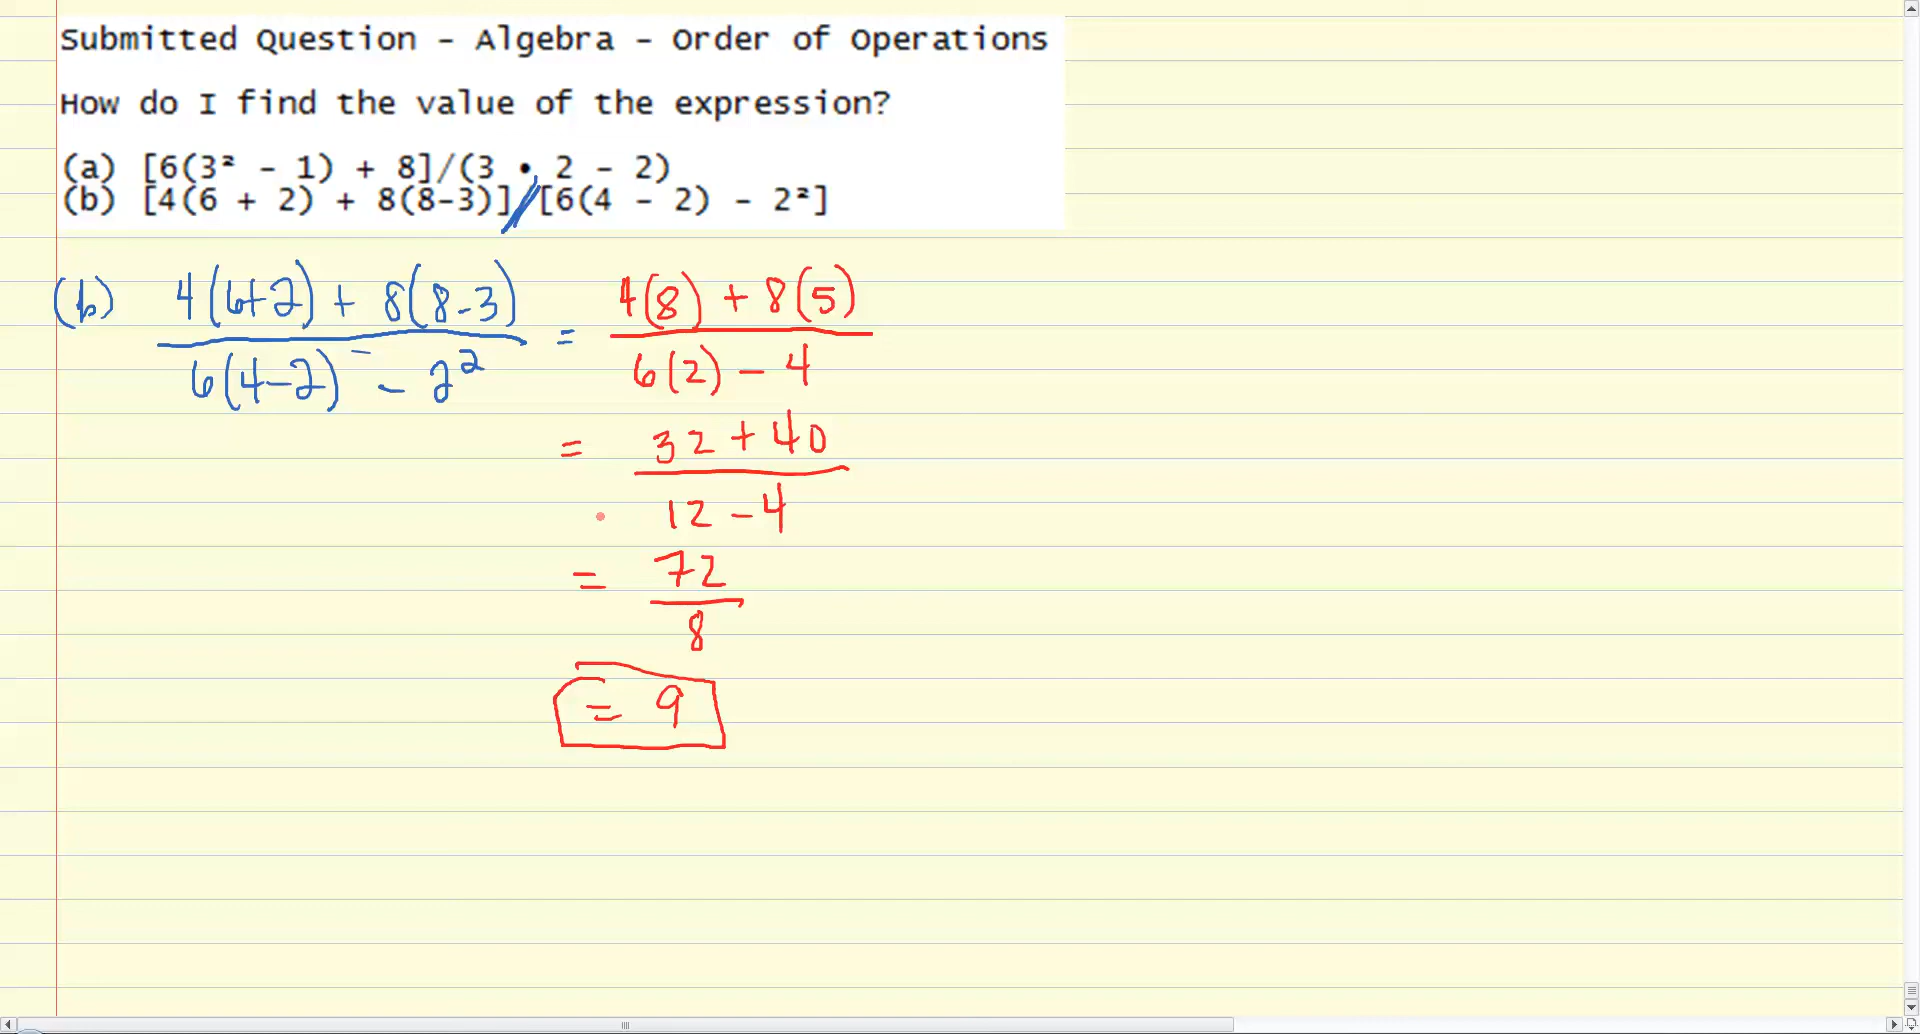 Submitted Question - Algebra - Order of Operations
How do I find the value of the expression?
(a) [6(3² - 1) + 8]/(3 • 2 - 2)
(b) [4(6 + 2) + 8(8-3)]/[6(4 - 2) - 2²]
(b) 4(6+2) + 8(8-3) = 4(8) + 8(5)
6(4-2) - 2² 6(2) - 4
= 32 + 40
12 - 4
= 72
8
= 9